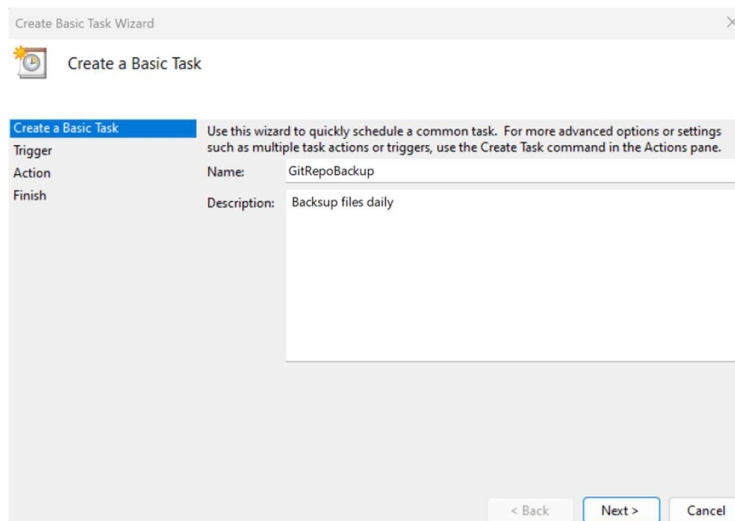 Create Basic Task Wizard
Create a Basic Task
Create a Basic Task
Trigger
Action
Finish
Use this wizard to quickly schedule a common task.  For more advanced options or settings
such as multiple task actions or triggers, use the Create Task command in the Actions pane.
Name: GitRepoBackup
Description: Backsup files daily
< Back Next > Cancel